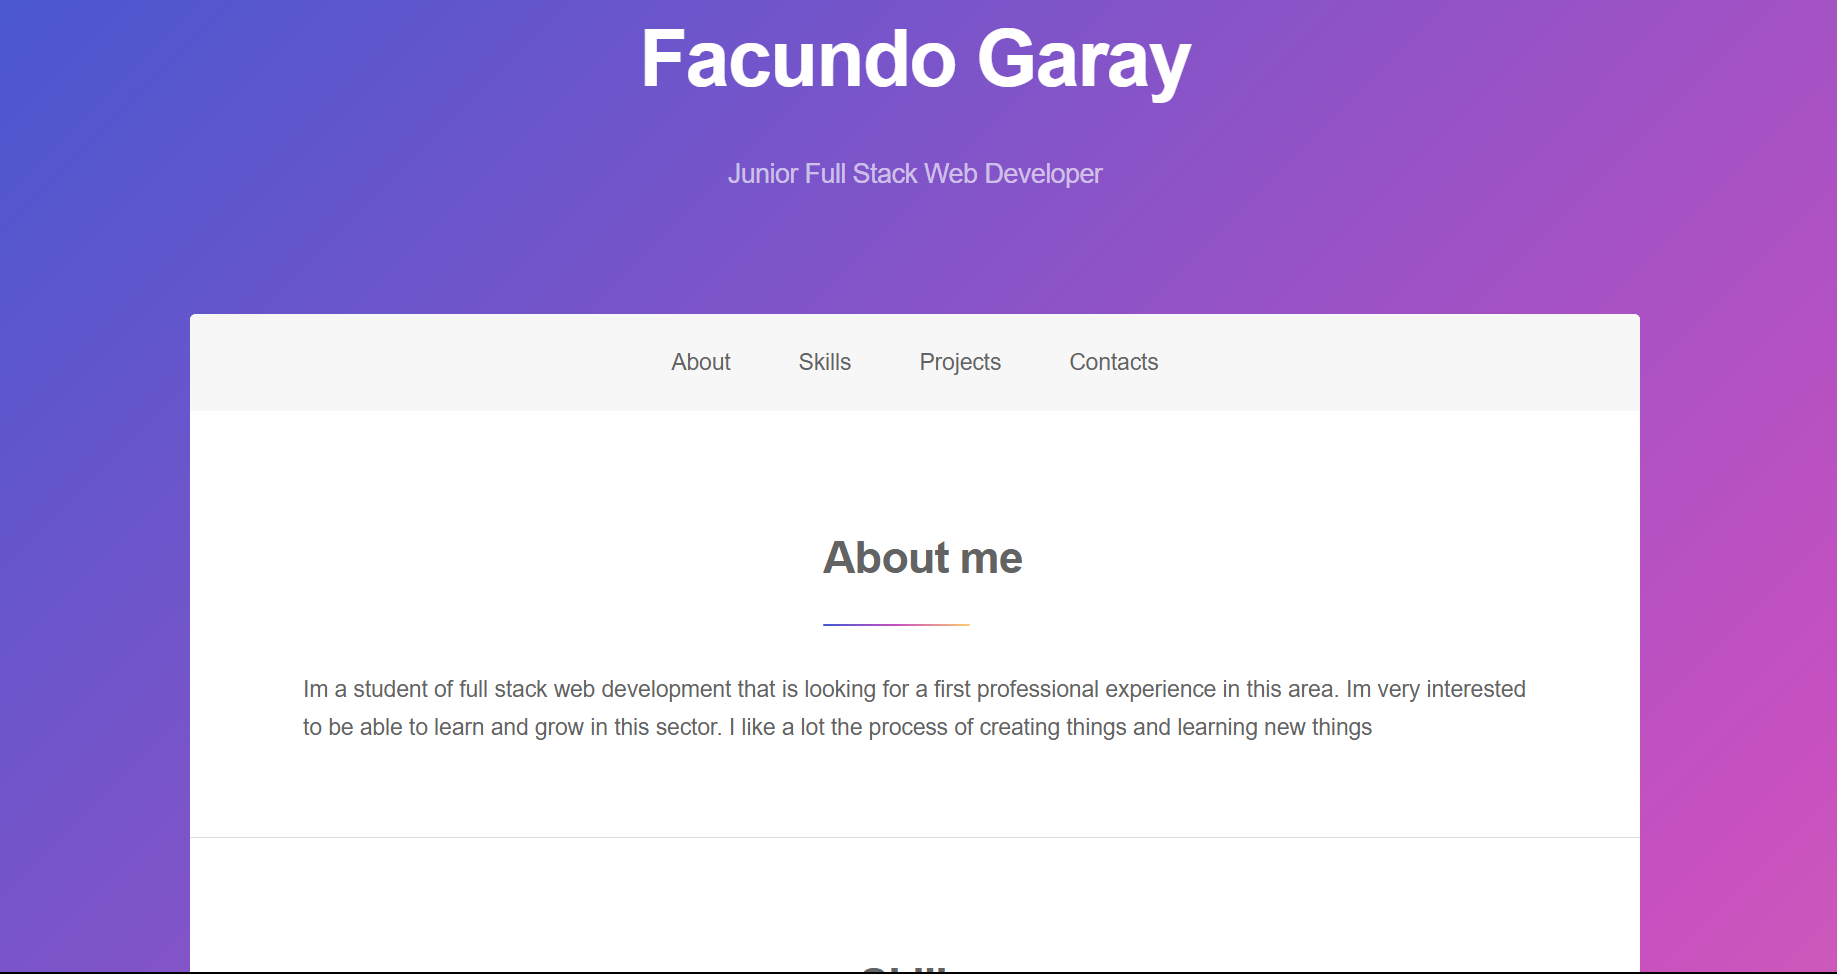 Facundo Garay
Junior Full Stack Web Developer
About Skills Projects Contacts
About me
Im a student of full stack web development that is looking for a first professional experience in this area. Im very interested
to be able to learn and grow in this sector. I like a lot the process of creating things and learning new things